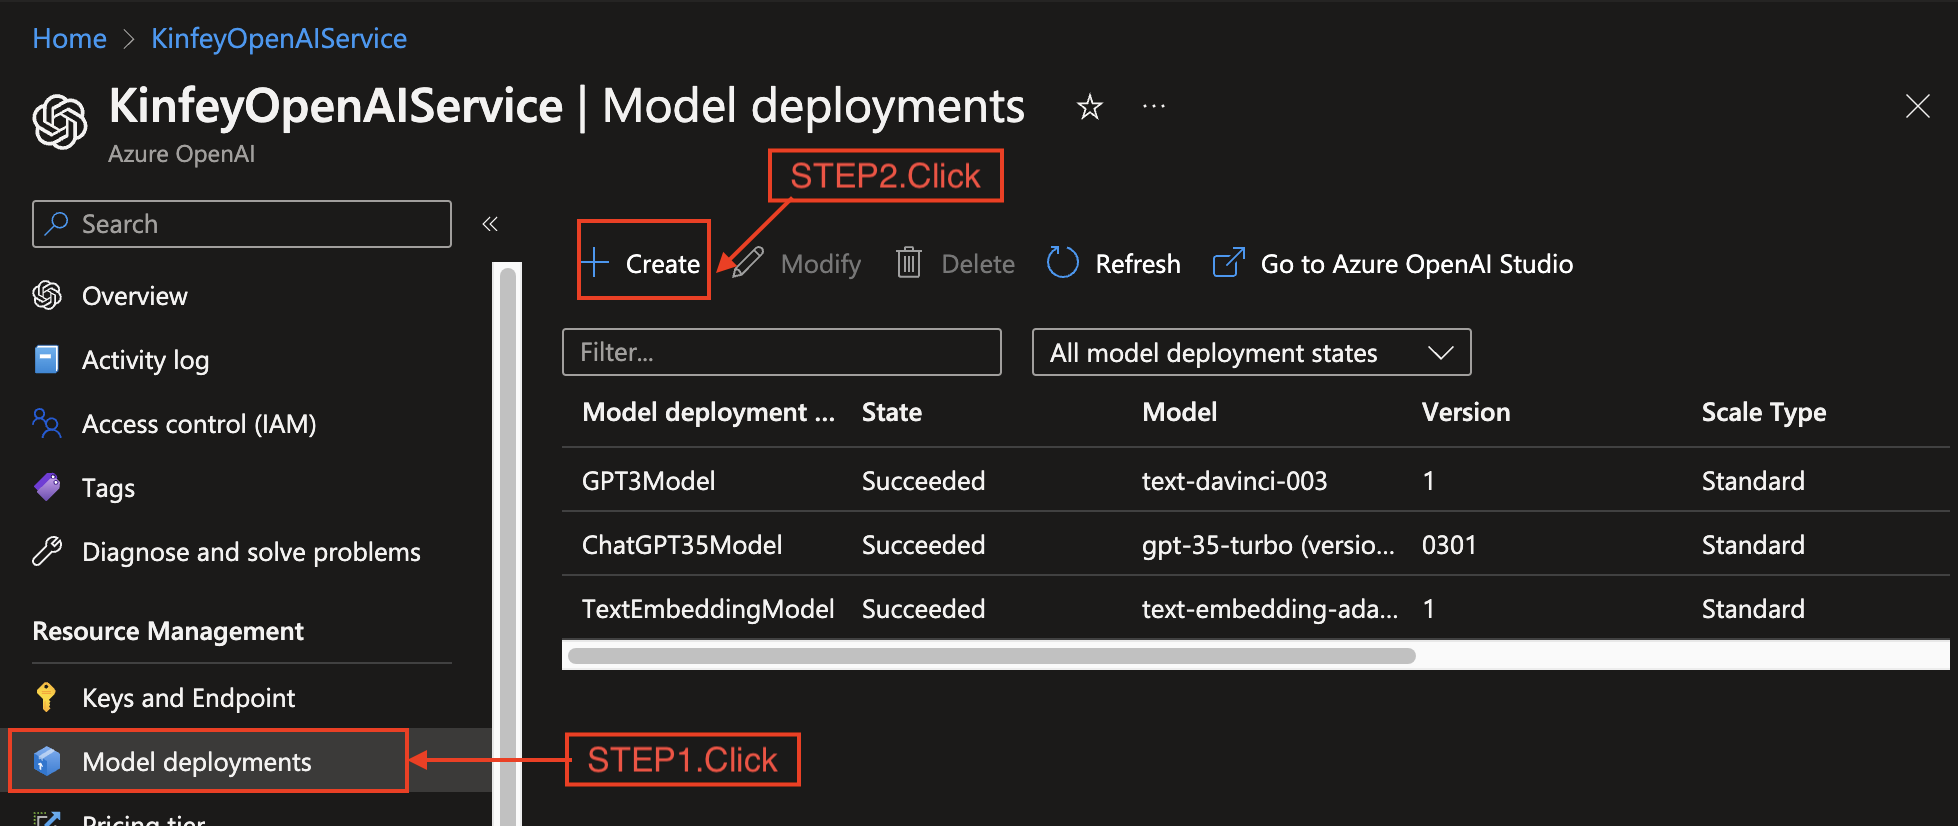 Home > KinfeyOpenAIService
KinfeyOpenAIService | Model deployments
Azure OpenAI
STEP2.Click
Search
Create Modify Delete Refresh Go to Azure OpenAI Studio
Overview
Activity log
Access control (IAM)
Tags
Diagnose and solve problems
Resource Management
Keys and Endpoint
Model deployments
Pricing tier
Filter...
All model deployment states
Model deployment ... State Model Version Scale Type
GPT3Model Succeeded text-davinci-003 1 Standard
ChatGPT35Model Succeeded gpt-35-turbo (versio... 0301 Standard
TextEmbeddingModel Succeeded text-embedding-ada... 1 Standard
STEP1.Click